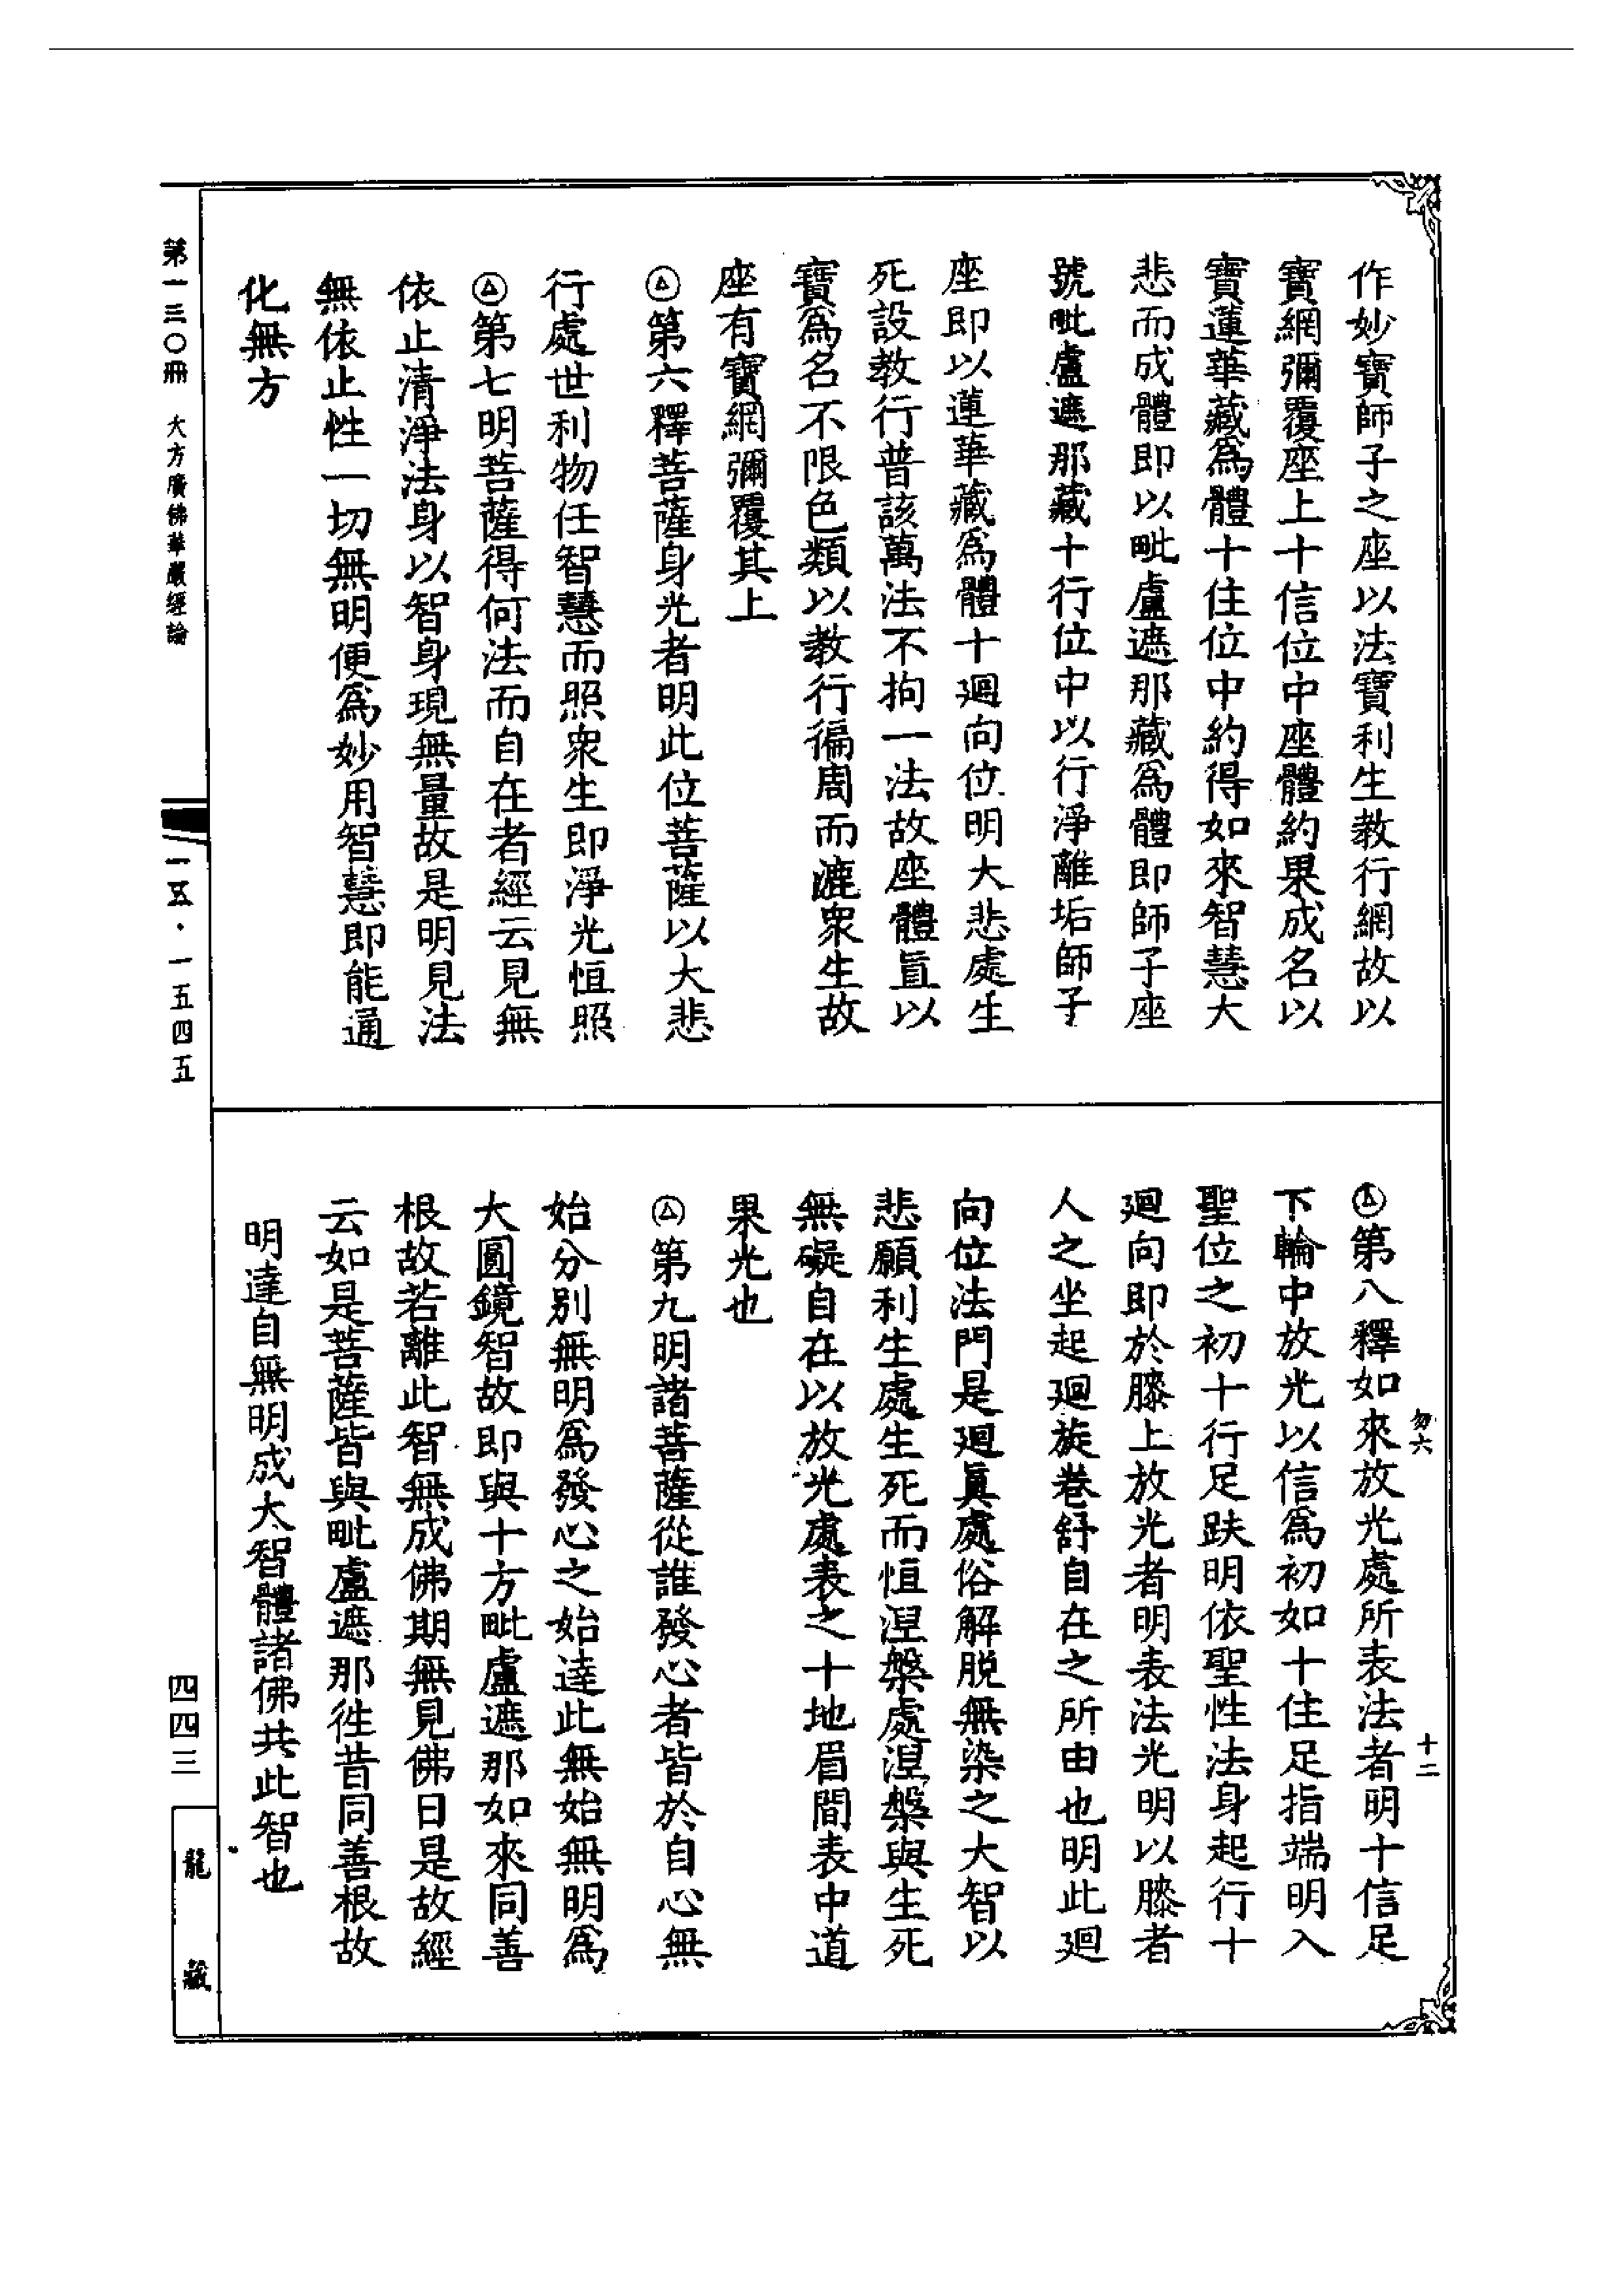 作妙寶師子之座以法寶利生教行網故以
寶網彌覆座上十信位中座體約果成名以
寶蓮華藏為體十住位中約得如來智慧大
悲而成體即以毗盧遮那藏為體即師子座
號毗盧遮那藏十行位中以行淨離垢師子
座即以蓮華藏為體十廻向位明大悲處生
死設教行普該萬法不拘一法故座體直以
寶為名不限色類以教行徧周而漉衆生故
座有寶網彌覆其上
㊂第六釋菩薩身光者明此位菩薩以大悲
行處世利物任智慧而照衆生即淨光恒照
第七明菩薩得何法而自在者經云見無
依止清淨法身以智身現無量故是明見法
無依止性一切無明便為妙用智慧即能通
化無方
第八釋如來放光處所表法者明十信足
下輪中放光以信為初如十住足指端明入
聖位之初十行足趺明依聖性法身起行十
廻向即於膝上放光者明表法光明以膝者
人之坐起廻旋卷舒自在之所由也明此廻
向位法門是廻眞處俗解脱無染之大智以
悲願利生處生死而恒涅槃處涅槃與生死
無礙自在以放光處表之十地眉間表中道
果光也
第九明諸菩薩從誰發心者皆於自心無
始分別無明為發心之始達此無始無明為
大圓鏡智故即與十方毗盧遮那如來同善
根故若離此智無成佛期無見佛日是故經
云如是菩薩皆與毗盧遮那徃昔同善根故
明達自無明成大智體諸佛共此智也
勿六
十二
第一三〇冊 大方廣佛華嚴經論
一五·一五四五
四四三
龍藏